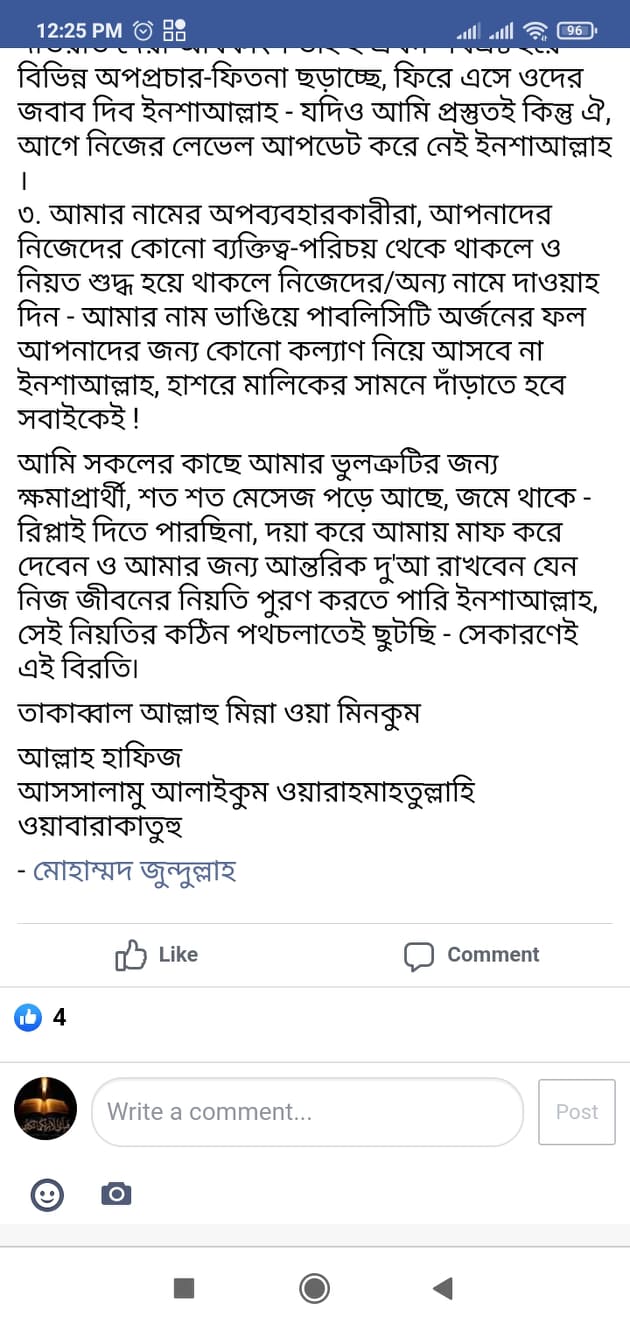 12:25 PM
96
বিভিন্ন অপপ্রচার-ফিতনা ছড়াচ্ছে, ফিরে এসে ওদের
জবাব দিব ইনশাআল্লাহ - যদিও আমি প্রস্তুতই কিন্তু ঐ,
আগে নিজের লেভেল আপডেট করে নেই ইনশাআল্লাহ
।
৩. আমার নামের অপব্যবহারকারীরা, আপনাদের
নিজেদের কোনো ব্যক্তিত্ব-পরিচয় থেকে থাকলে ও
নিয়ত শুদ্ধ হয়ে থাকলে নিজেদের/অন্য নামে দাওয়াহ
দিন - আমার নাম ভাঙিয়ে পাবলিসিটি অর্জনের ফল
আপনাদের জন্য কোনো কল্যাণ নিয়ে আসবে না
ইনশাআল্লাহ, হাশরে মালিকের সামনে দাঁড়াতে হবে
সবাইকেই !
আমি সকলের কাছে আমার ভুলত্রুটির জন্য
ক্ষমাপ্রার্থী, শত শত মেসেজ পড়ে আছে, জমে থাকে -
রিপ্লাই দিতে পারছিনা, দয়া করে আমায় মাফ করে
দেবেন ও আমার জন্য আন্তরিক দু'আ রাখবেন যেন
নিজ জীবনের নিয়তি পুরণ করতে পারি ইনশাআল্লাহ,
সেই নিয়তির কঠিন পথচলাতেই ছুটছি - সেকারণেই
এই বিরতি।
তাকাব্বাল আল্লাহু মিন্না ওয়া মিনকুম
আল্লাহ হাফিজ
আসসালামু আলাইকুম ওয়ারাহমাহতুল্লাহি
ওয়াবারাকাতুহু
- মোহাম্মদ জুন্দুল্লাহ
Like
Comment
4
Write a comment...
Post